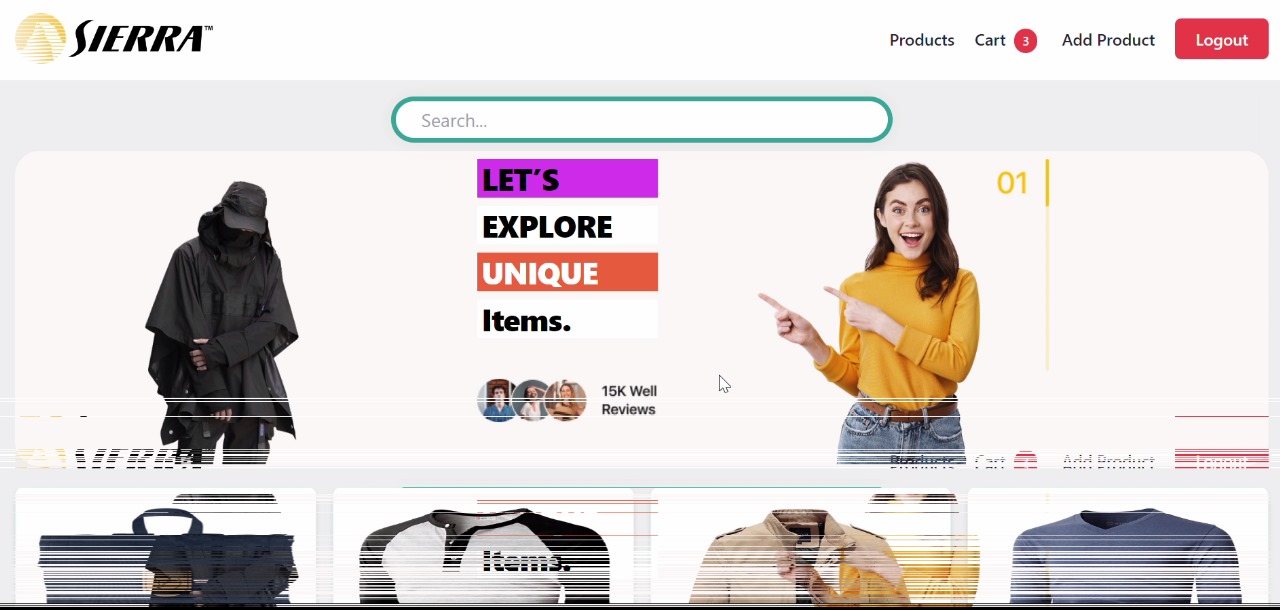 SIERRA™
Products Cart 3 Add Product Logout
Search...
LET'S
EXPLORE
UNIQUE
Items.
01
15K Well
Reviews
SIERRA
Products Cart Add Product Logout
Items.